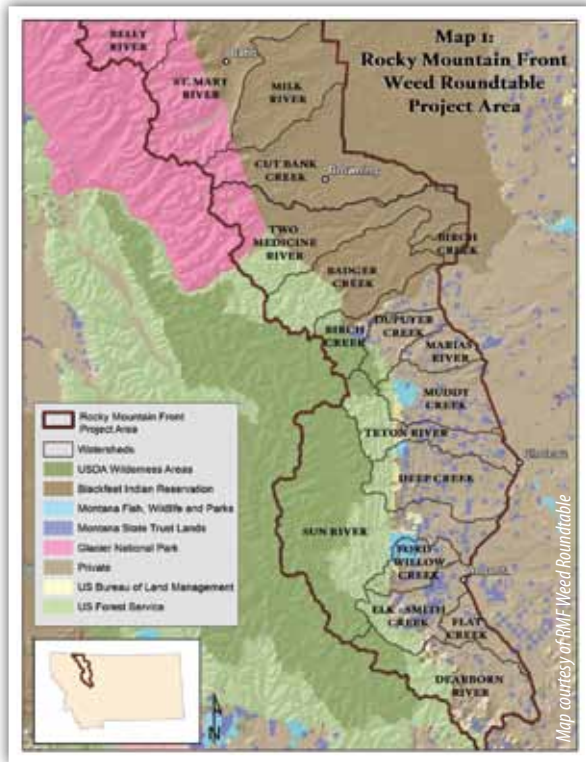 Map 1:
Rocky Mountain Front
Weed Roundtable
Project Area
BELLY
RIVER
Babb
ST. MARY
RIVER
MILK
RIVER
CUT BANK
CREEK
Browning
TWO
MEDICINE
RIVER
BIRCH
CREEK
BADGER
CREEK
BIRCH
CREEK
DUPUYER
CREEK
MARIAS
RIVER
MUDDY
CREEK
TETON RIVER
Choteau
DEEP CREEK
SUN RIVER
FORD-
WILLOW
CREEK
ELK - SMITH
CREEK
FLAT
CREEK
DEARBORN
RIVER
Rocky Mountain Front
Project Area
Watersheds
USDA Wilderness Areas
Blackfeet Indian Reservation
Montana Fish, Wildlife and Parks
Montana State Trust Lands
Glacier National Park
Private
US Bureau of Land Management
US Forest Service
N
Map courtesy of RMF Weed Roundtable